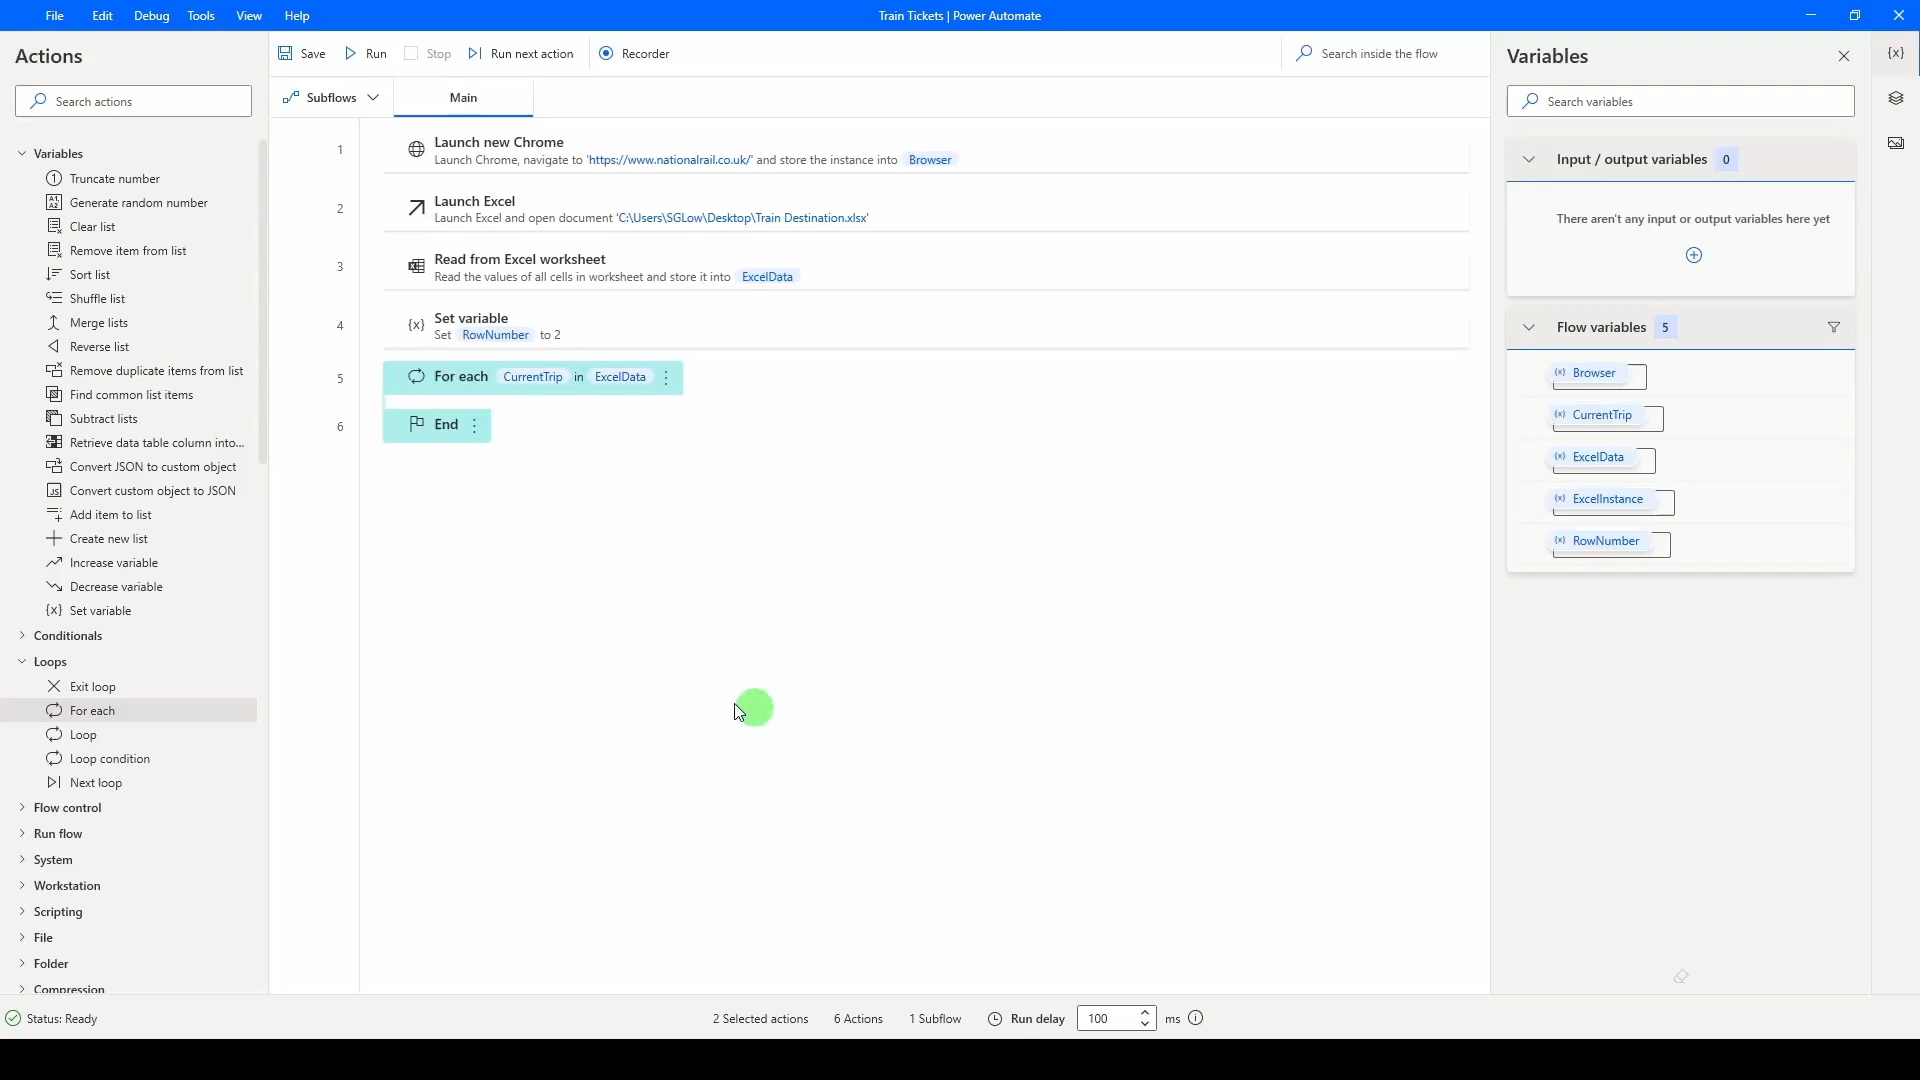 File Edit Debug Tools View Help
Train Tickets | Power Automate
Actions
Search actions
Variables
Truncate number
Generate random number
Clear list
Remove item from list
Sort list
Shuffle list
Merge lists
Reverse list
Remove duplicate items from list
Find common list items
Subtract lists
Retrieve data table column into...
Convert JSON to custom object
Convert custom object to JSON
Add item to list
Create new list
Increase variable
Decrease variable
{x} Set variable
Conditionals
Loops
Exit loop
For each
Loop
Loop condition
Next loop
Flow control
Run flow
System
Workstation
Scripting
File
Folder
Compression
Save Run Stop Run next action Recorder
Search inside the flow
Subflows Main
1 Launch new Chrome
Launch Chrome, navigate to 'https://www.nationalrail.co.uk/' and store the instance into Browser
2 Launch Excel
Launch Excel and open document 'C:\Users\SGLow\Desktop\Train Destination.xlsx'
3 Read from Excel worksheet
Read the values of all cells in worksheet and store it into ExcelData
4 {x} Set variable
Set RowNumber to 2
5 For each CurrentTrip in ExcelData
6 End
Variables
{x}
Search variables
Input / output variables 0
There aren't any input or output variables here yet
Flow variables 5
(x) Browser
(x) CurrentTrip
(x) ExcelData
(x) ExcelInstance
(x) RowNumber
Status: Ready
2 Selected actions 6 Actions 1 Subflow Run delay 100 ms